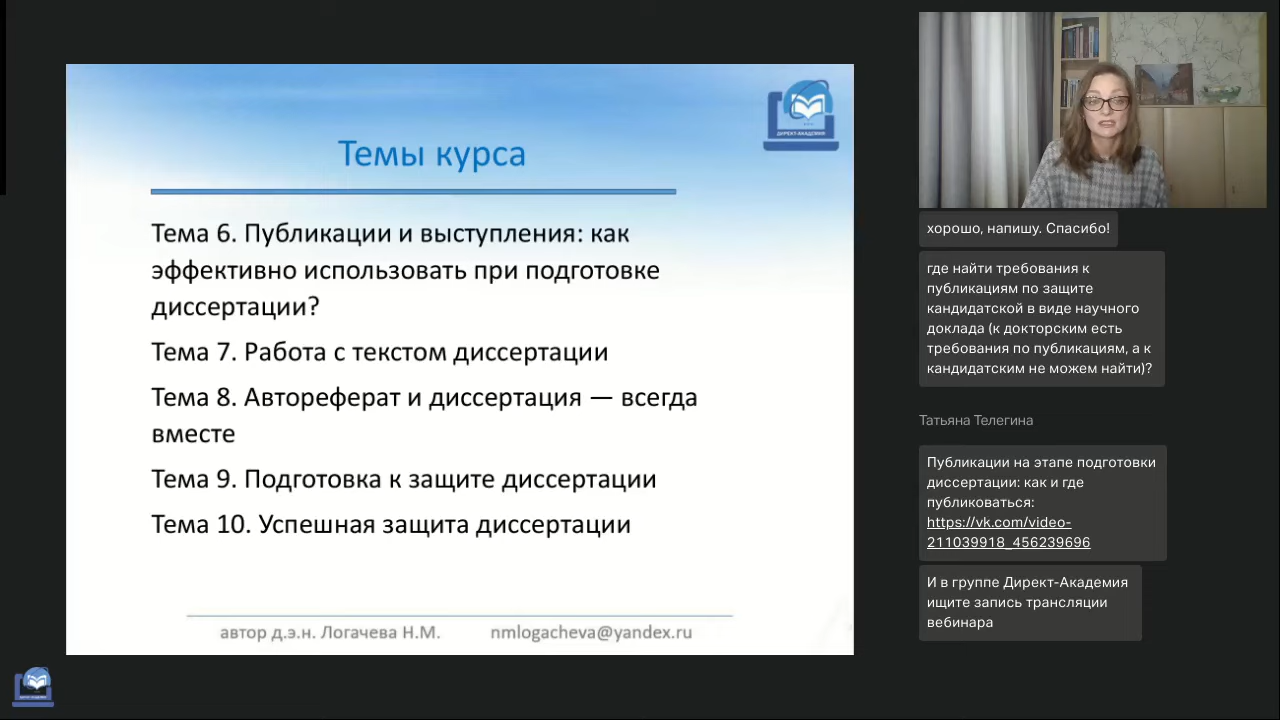 ДИРЕКТ-АКАДЕМИЯ
Темы курса
Тема 6. Публикации и выступления: как
эффективно использовать при подготовке
диссертации?
Тема 7. Работа с текстом диссертации
Тема 8. Автореферат и диссертация — всегда
вместе
Тема 9. Подготовка к защите диссертации
Тема 10. Успешная защита диссертации
автор д.э.н. Логачева Н.М. nmlogacheva@yandex.ru
хорошо, напишу. Спасибо!
где найти требования к
публикациям по защите
кандидатской в виде научного
доклада (к докторским есть
требования по публикациям, а к
кандидатским не можем найти)?
Татьяна Телегина
Публикации на этапе подготовки
диссертации: как и где
публиковаться:
https://vk.com/video-
211039918_456239696
И в группе Директ-Академия
ищите запись трансляции
вебинара